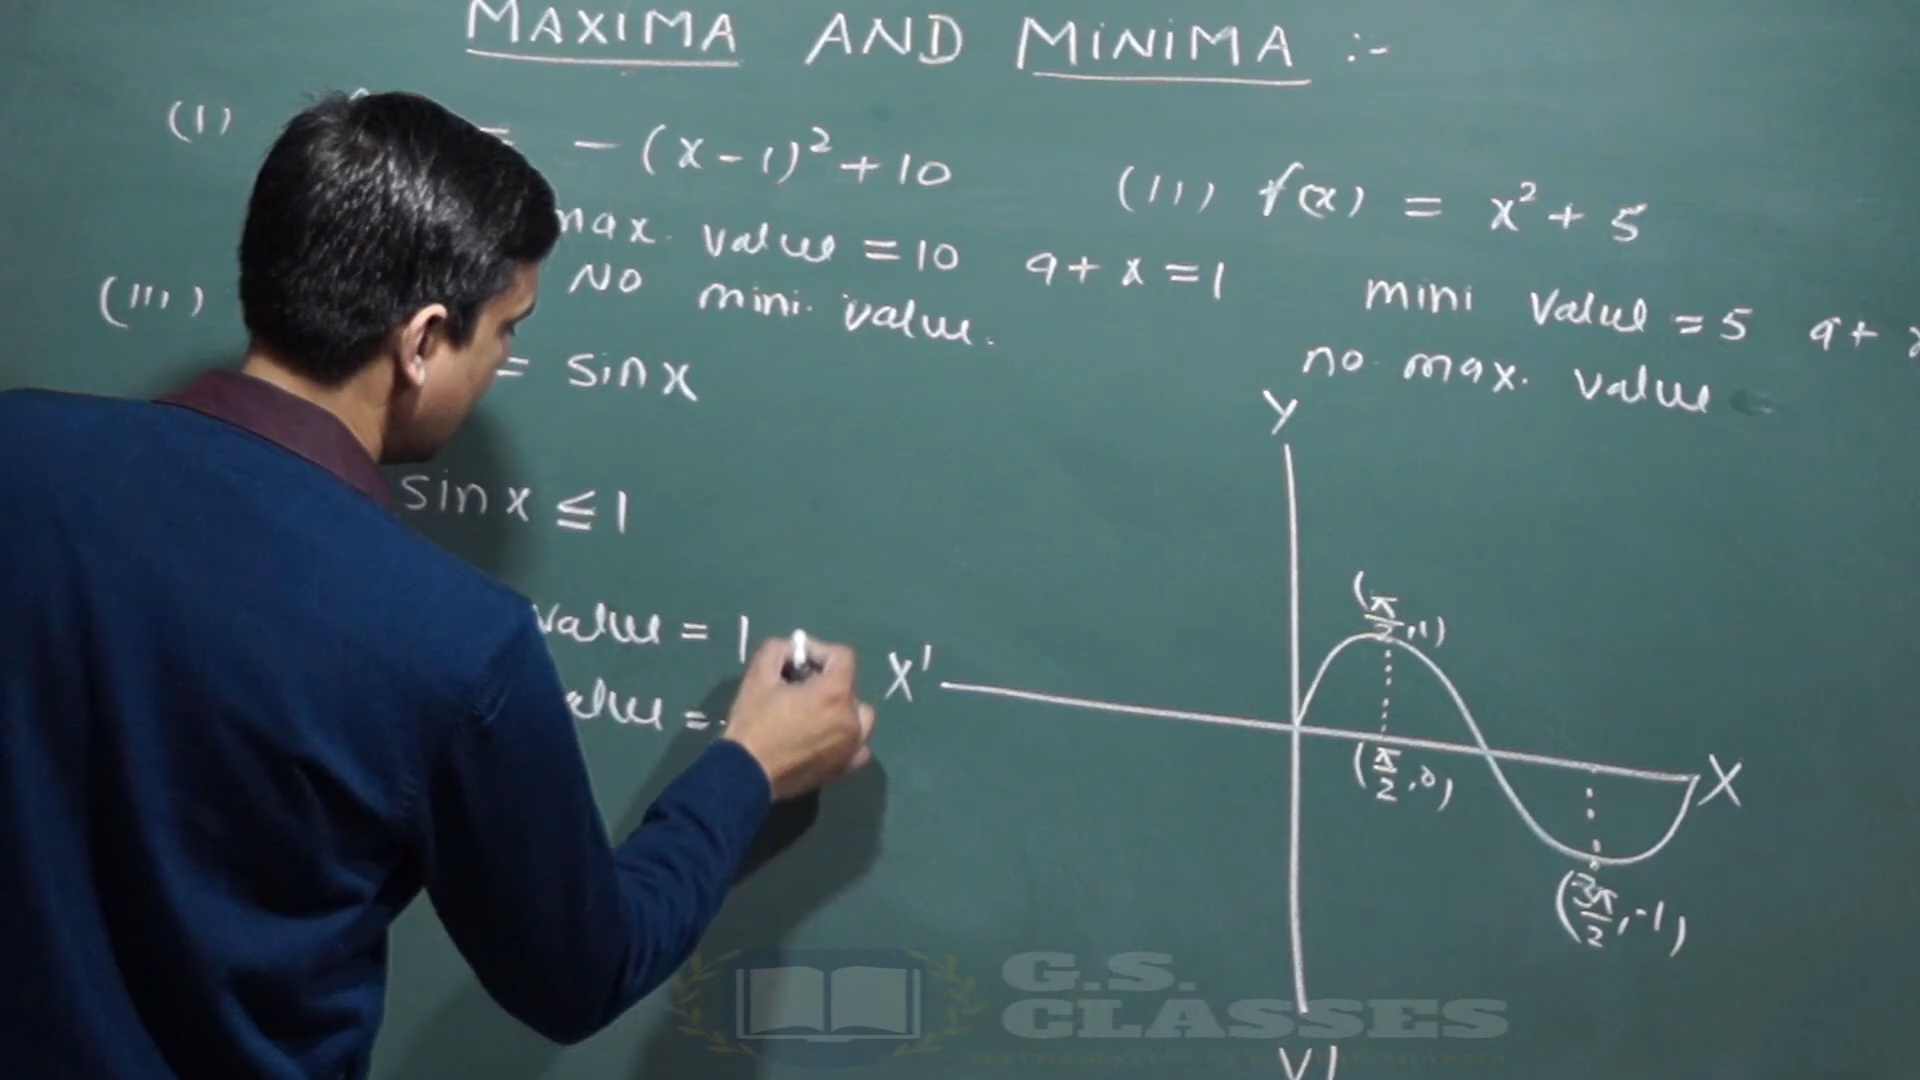 MAXIMA AND MINIMA :-
(I) = -(x-1)²+10
max. value = 10 at x = 1
NO mini. value.
(II) f(x) = x² + 5
mini value = 5 at
no max. value
(III) = sin x
sin x ≤ 1
value = 1
value = -
Y
X'
X
(π/2, 1)
(π/2, 0)
(3π/2, -1)
G.S.
CLASSES